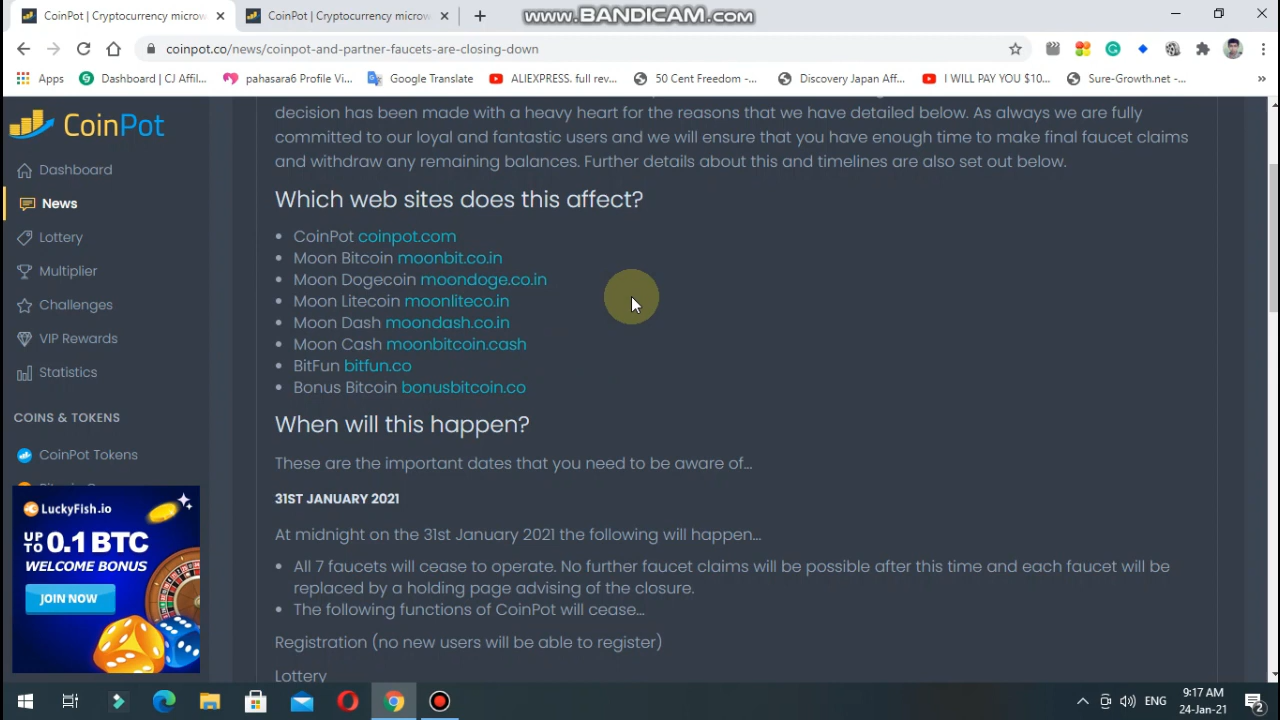 CoinPot | Cryptocurrency microw
CoinPot | Cryptocurrency microw
www.BANDICAM.com
coinpot.co/news/coinpot-and-partner-faucets-are-closing-down
Apps
Dashboard | CJ Affil...
pahasara6 Profile Vi...
Google Translate
ALIEXPRESS. full rev...
50 Cent Freedom -...
Discovery Japan Aff...
I WILL PAY YOU $10...
Sure-Growth.net -...
»
CoinPot
Dashboard
News
Lottery
Multiplier
Challenges
VIP Rewards
Statistics
COINS & TOKENS
CoinPot Tokens
LuckyFish.io
UP TO 0.1 BTC
WELCOME BONUS
JOIN NOW
decision has been made with a heavy heart for the reasons that we have detailed below. As always we are fully
committed to our loyal and fantastic users and we will ensure that you have enough time to make final faucet claims
and withdraw any remaining balances. Further details about this and timelines are also set out below.
Which web sites does this affect?
CoinPot coinpot.com
Moon Bitcoin moonbit.co.in
Moon Dogecoin moondoge.co.in
Moon Litecoin moonliteco.in
Moon Dash moondash.co.in
Moon Cash moonbitcoin.cash
BitFun bitfun.co
Bonus Bitcoin bonusbitcoin.co
When will this happen?
These are the important dates that you need to be aware of...
31ST JANUARY 2021
At midnight on the 31st January 2021 the following will happen...
All 7 faucets will cease to operate. No further faucet claims will be possible after this time and each faucet will be
replaced by a holding page advising of the closure.
The following functions of CoinPot will cease...
Registration (no new users will be able to register)
Lottery
ENG
9:17 AM
24-Jan-21
2